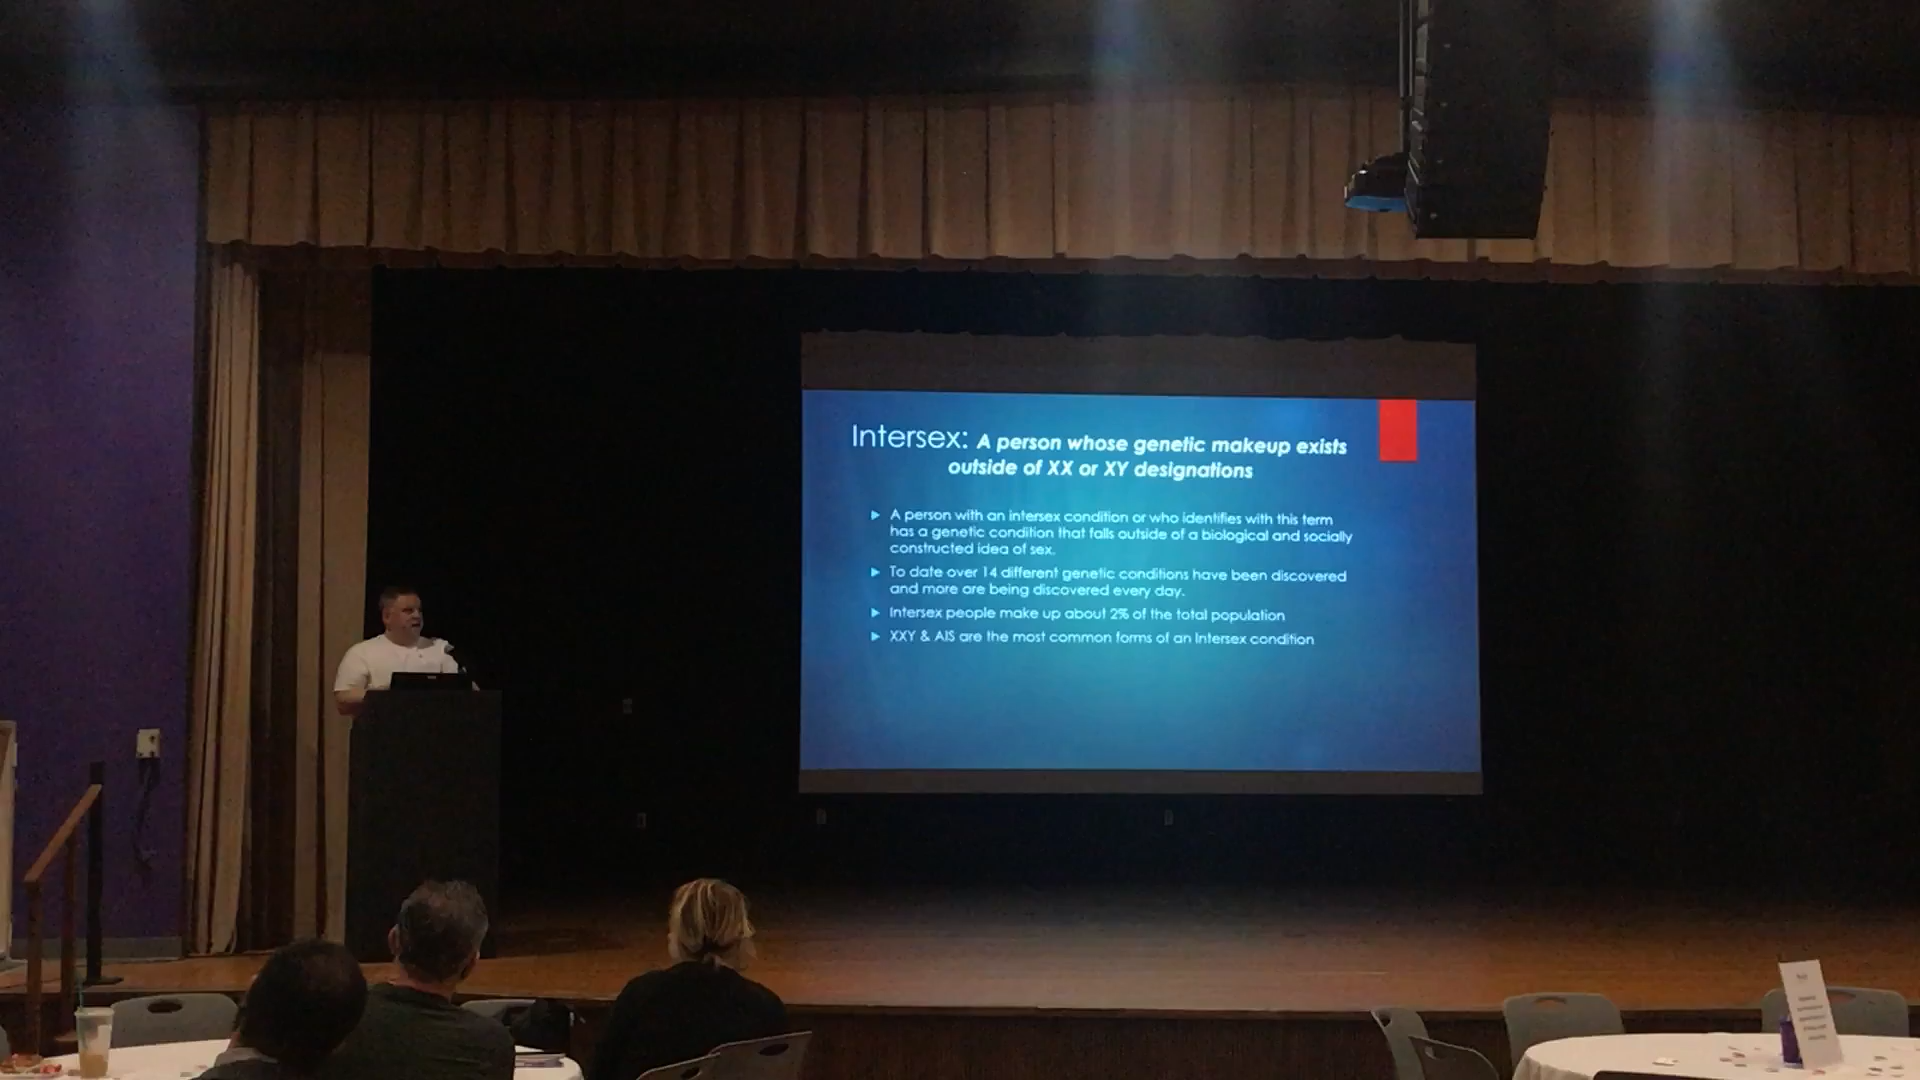 Intersex: A person whose genetic makeup exists
outside of XX or XY designations
A person with an intersex condition or who identifies with this term
has a genetic condition that falls outside of a biological and socially
constructed idea of sex.
To date over 14 different genetic conditions have been discovered
and more are being discovered every day.
Intersex people make up about 2% of the total population
XXY & AIS are the most common forms of an Intersex condition